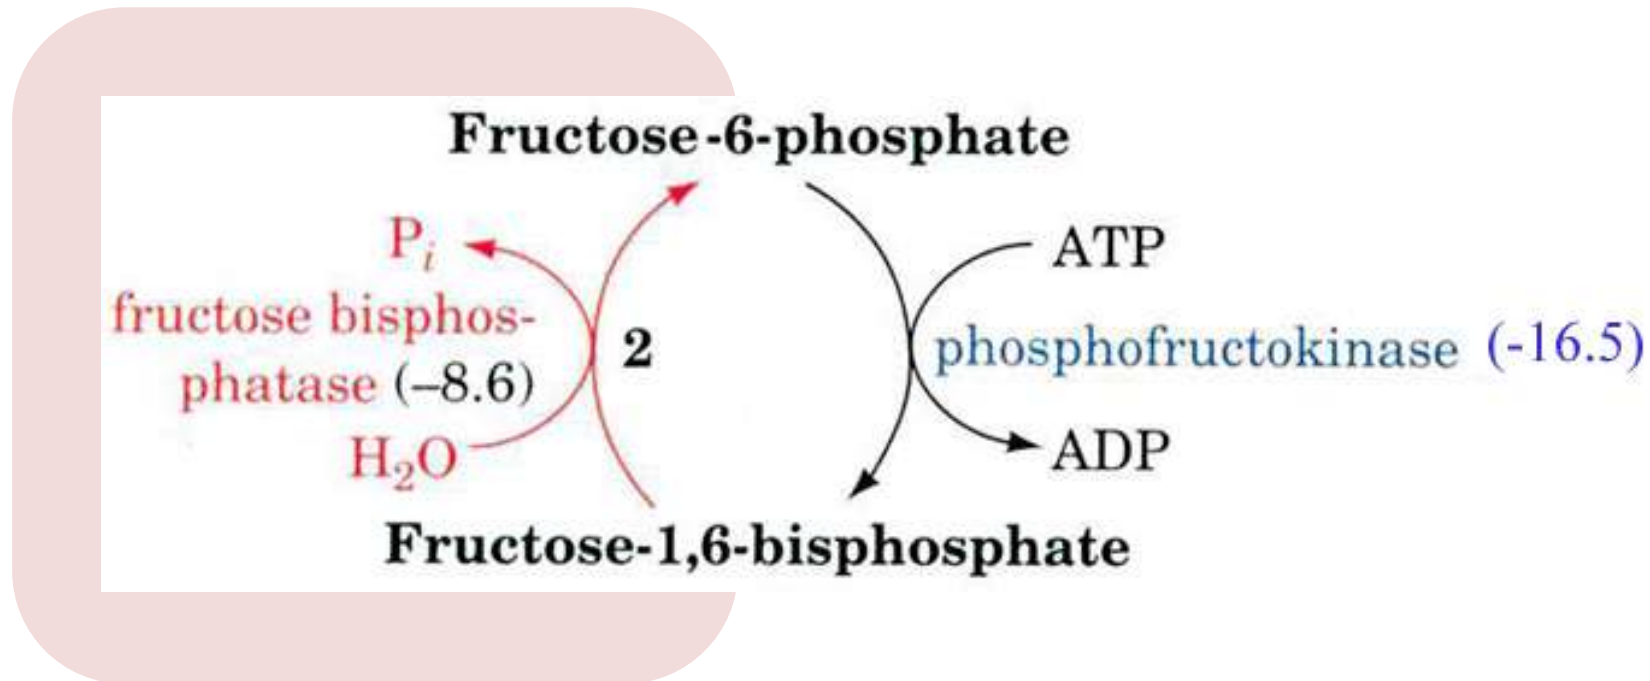 Fructose-6-phosphate
P_i
ATP
fructose bisphos-
phatase (–8.6)
2
phosphofructokinase (-16.5)
H₂O
ADP
Fructose-1,6-bisphosphate